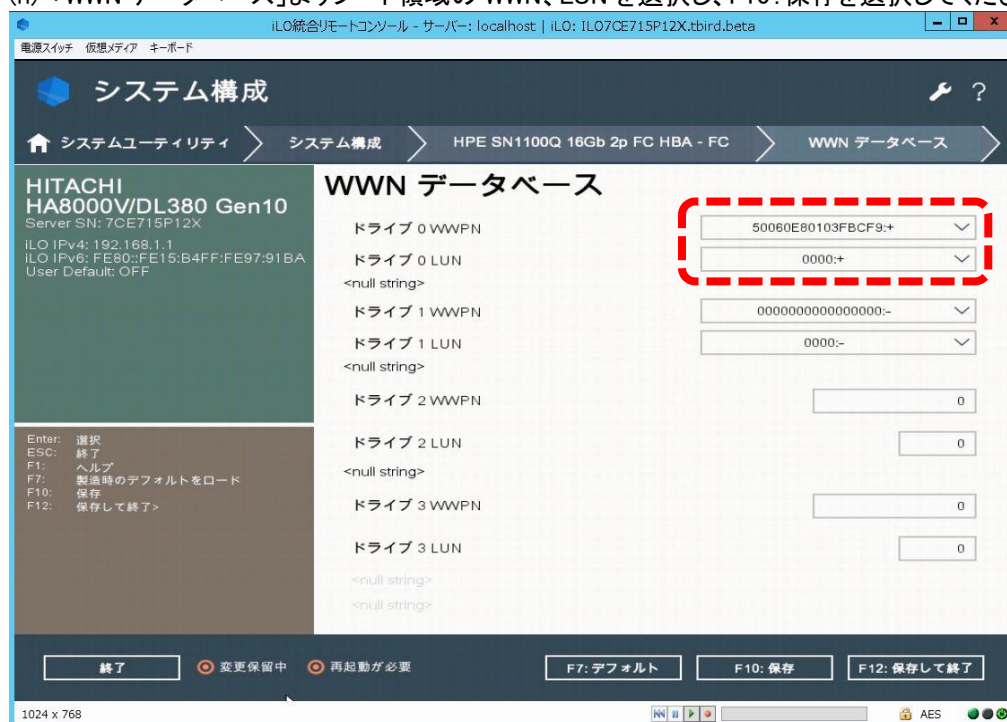 「WWN データベース」よりブート領域の WWN、LUN を選択し、F10:保存を選択してくだ
iLO統合リモートコンソール - サーバー: localhost | iLO: ILO7CE715P12X.tbird.beta
電源スイッチ 仮想メディア キーボード
システム構成
?
システムユーティリティ
システム構成
HPE SN1100Q 16Gb 2p FC HBA - FC
WWN データベース
HITACHI
HA8000V/DL380 Gen10
Server SN: 7CE715P12X
iLO IPv4: 192.168.1.1
iLO IPv6: FE80::FE15:B4FF:FE97:91BA
User Default: OFF
Enter: 選択
ESC: 終了
F1: ヘルプ
F7: 製造時のデフォルトをロード
F10: 保存
F12: 保存して終了>
WWN データベース
ドライブ 0 WWPN 50060E80103FBCF9:+
ドライブ 0 LUN 0000:+
<null string>
ドライブ 1 WWPN 0000000000000000:-
ドライブ 1 LUN 0000:-
<null string>
ドライブ 2 WWPN 0
ドライブ 2 LUN 0
<null string>
ドライブ 3 WWPN 0
ドライブ 3 LUN 0
<null string>
<null string>
終了 変更保留中 再起動が必要 F7: デフォルト F10: 保存 F12: 保存して終了
1024 x 768 AES